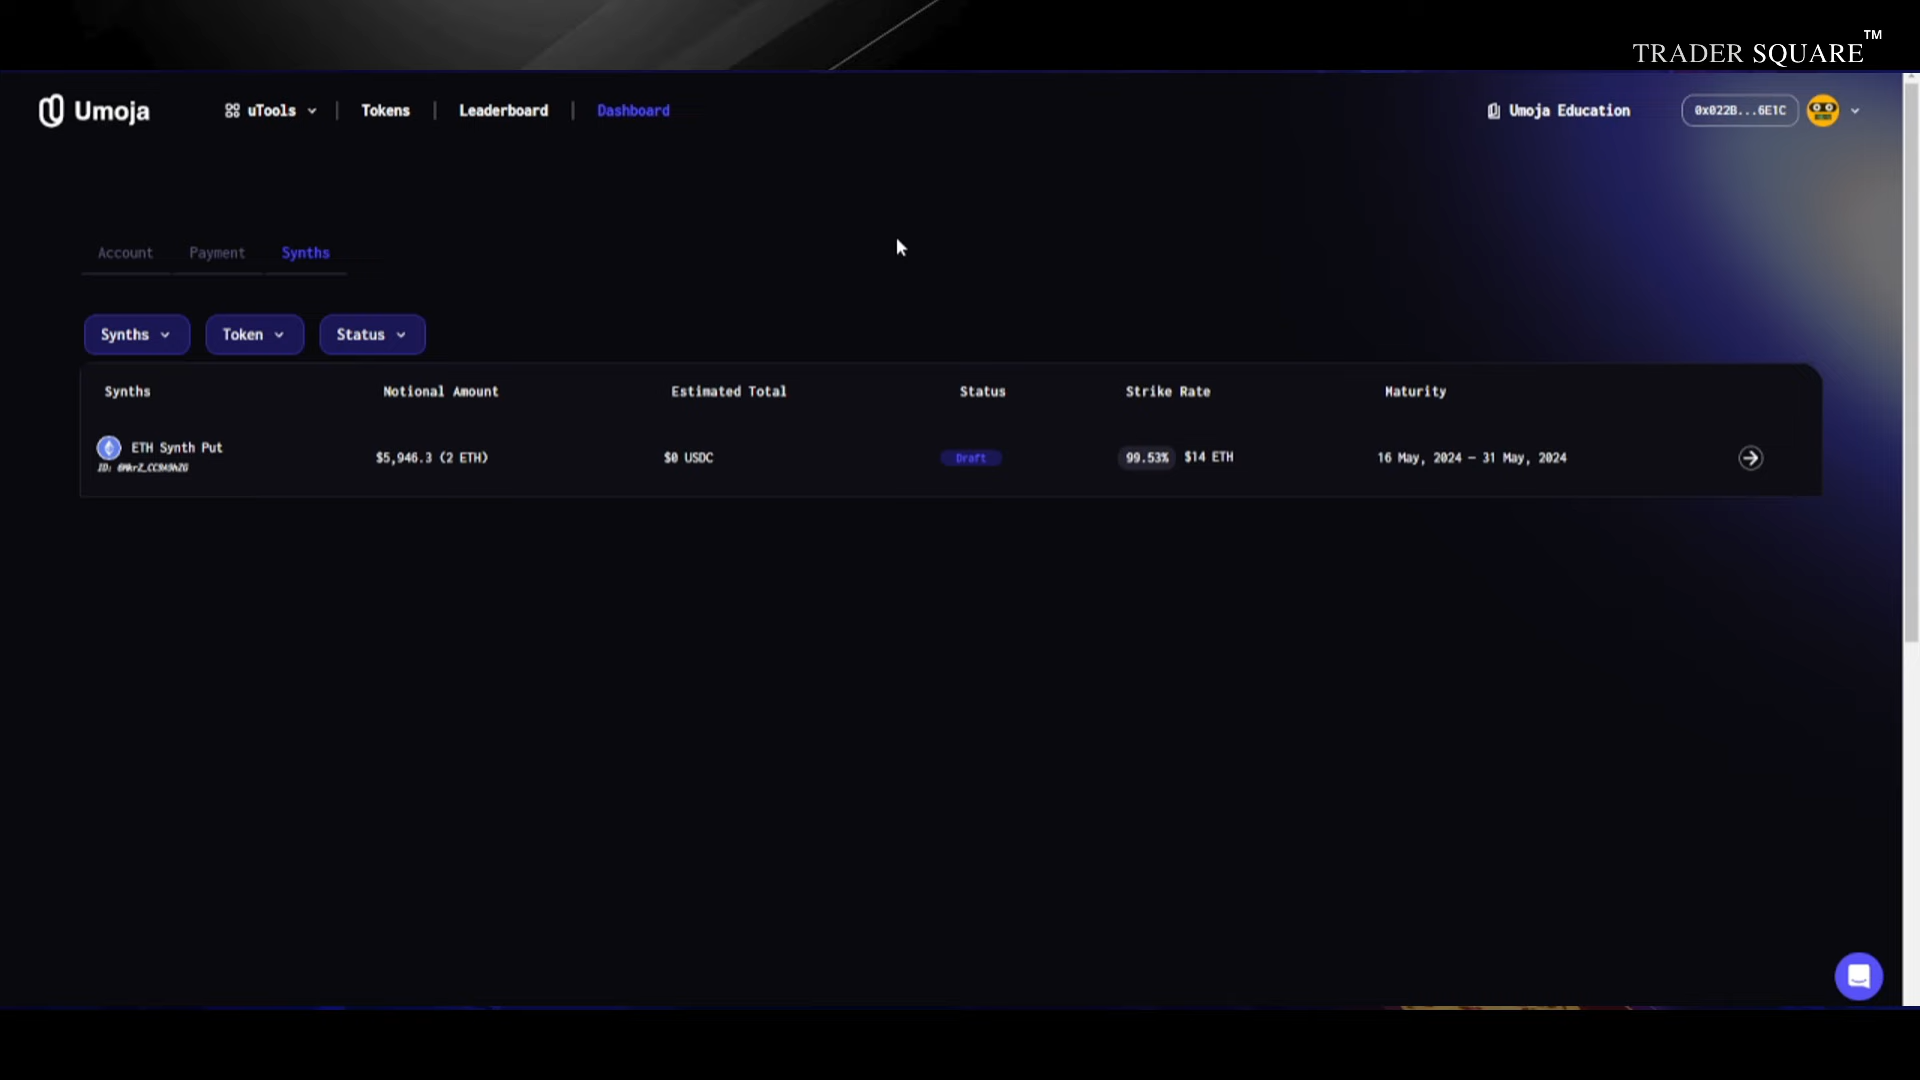 TRADER SQUARE™
Umoja
uTools | Tokens | Leaderboard | Dashboard
Umoja Education
0x022B...6E1C
Account Payment Synths
Synths Token Status
Synths Notional Amount Estimated Total Status Strike Rate Maturity
ETH Synth Put
ID:
$5,946.3 (2 ETH) $0 USDC Draft 99.53% $14 ETH 16 May, 2024 – 31 May, 2024